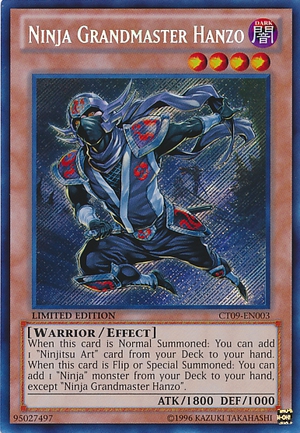 NINJA GRANDMASTER HANZO
DARK
闇
LIMITED EDITION
CT09-EN003
[WARRIOR / EFFECT]
When this card is Normal Summoned: You can add
1 "Ninjitsu Art" card from your Deck to your hand.
When this card is Flip or Special Summoned: You can
add 1 "Ninja" monster from your Deck to your hand,
except "Ninja Grandmaster Hanzo".
ATK/1800 DEF/1000
95027497
©1996 KAZUKI TAKAHASHI